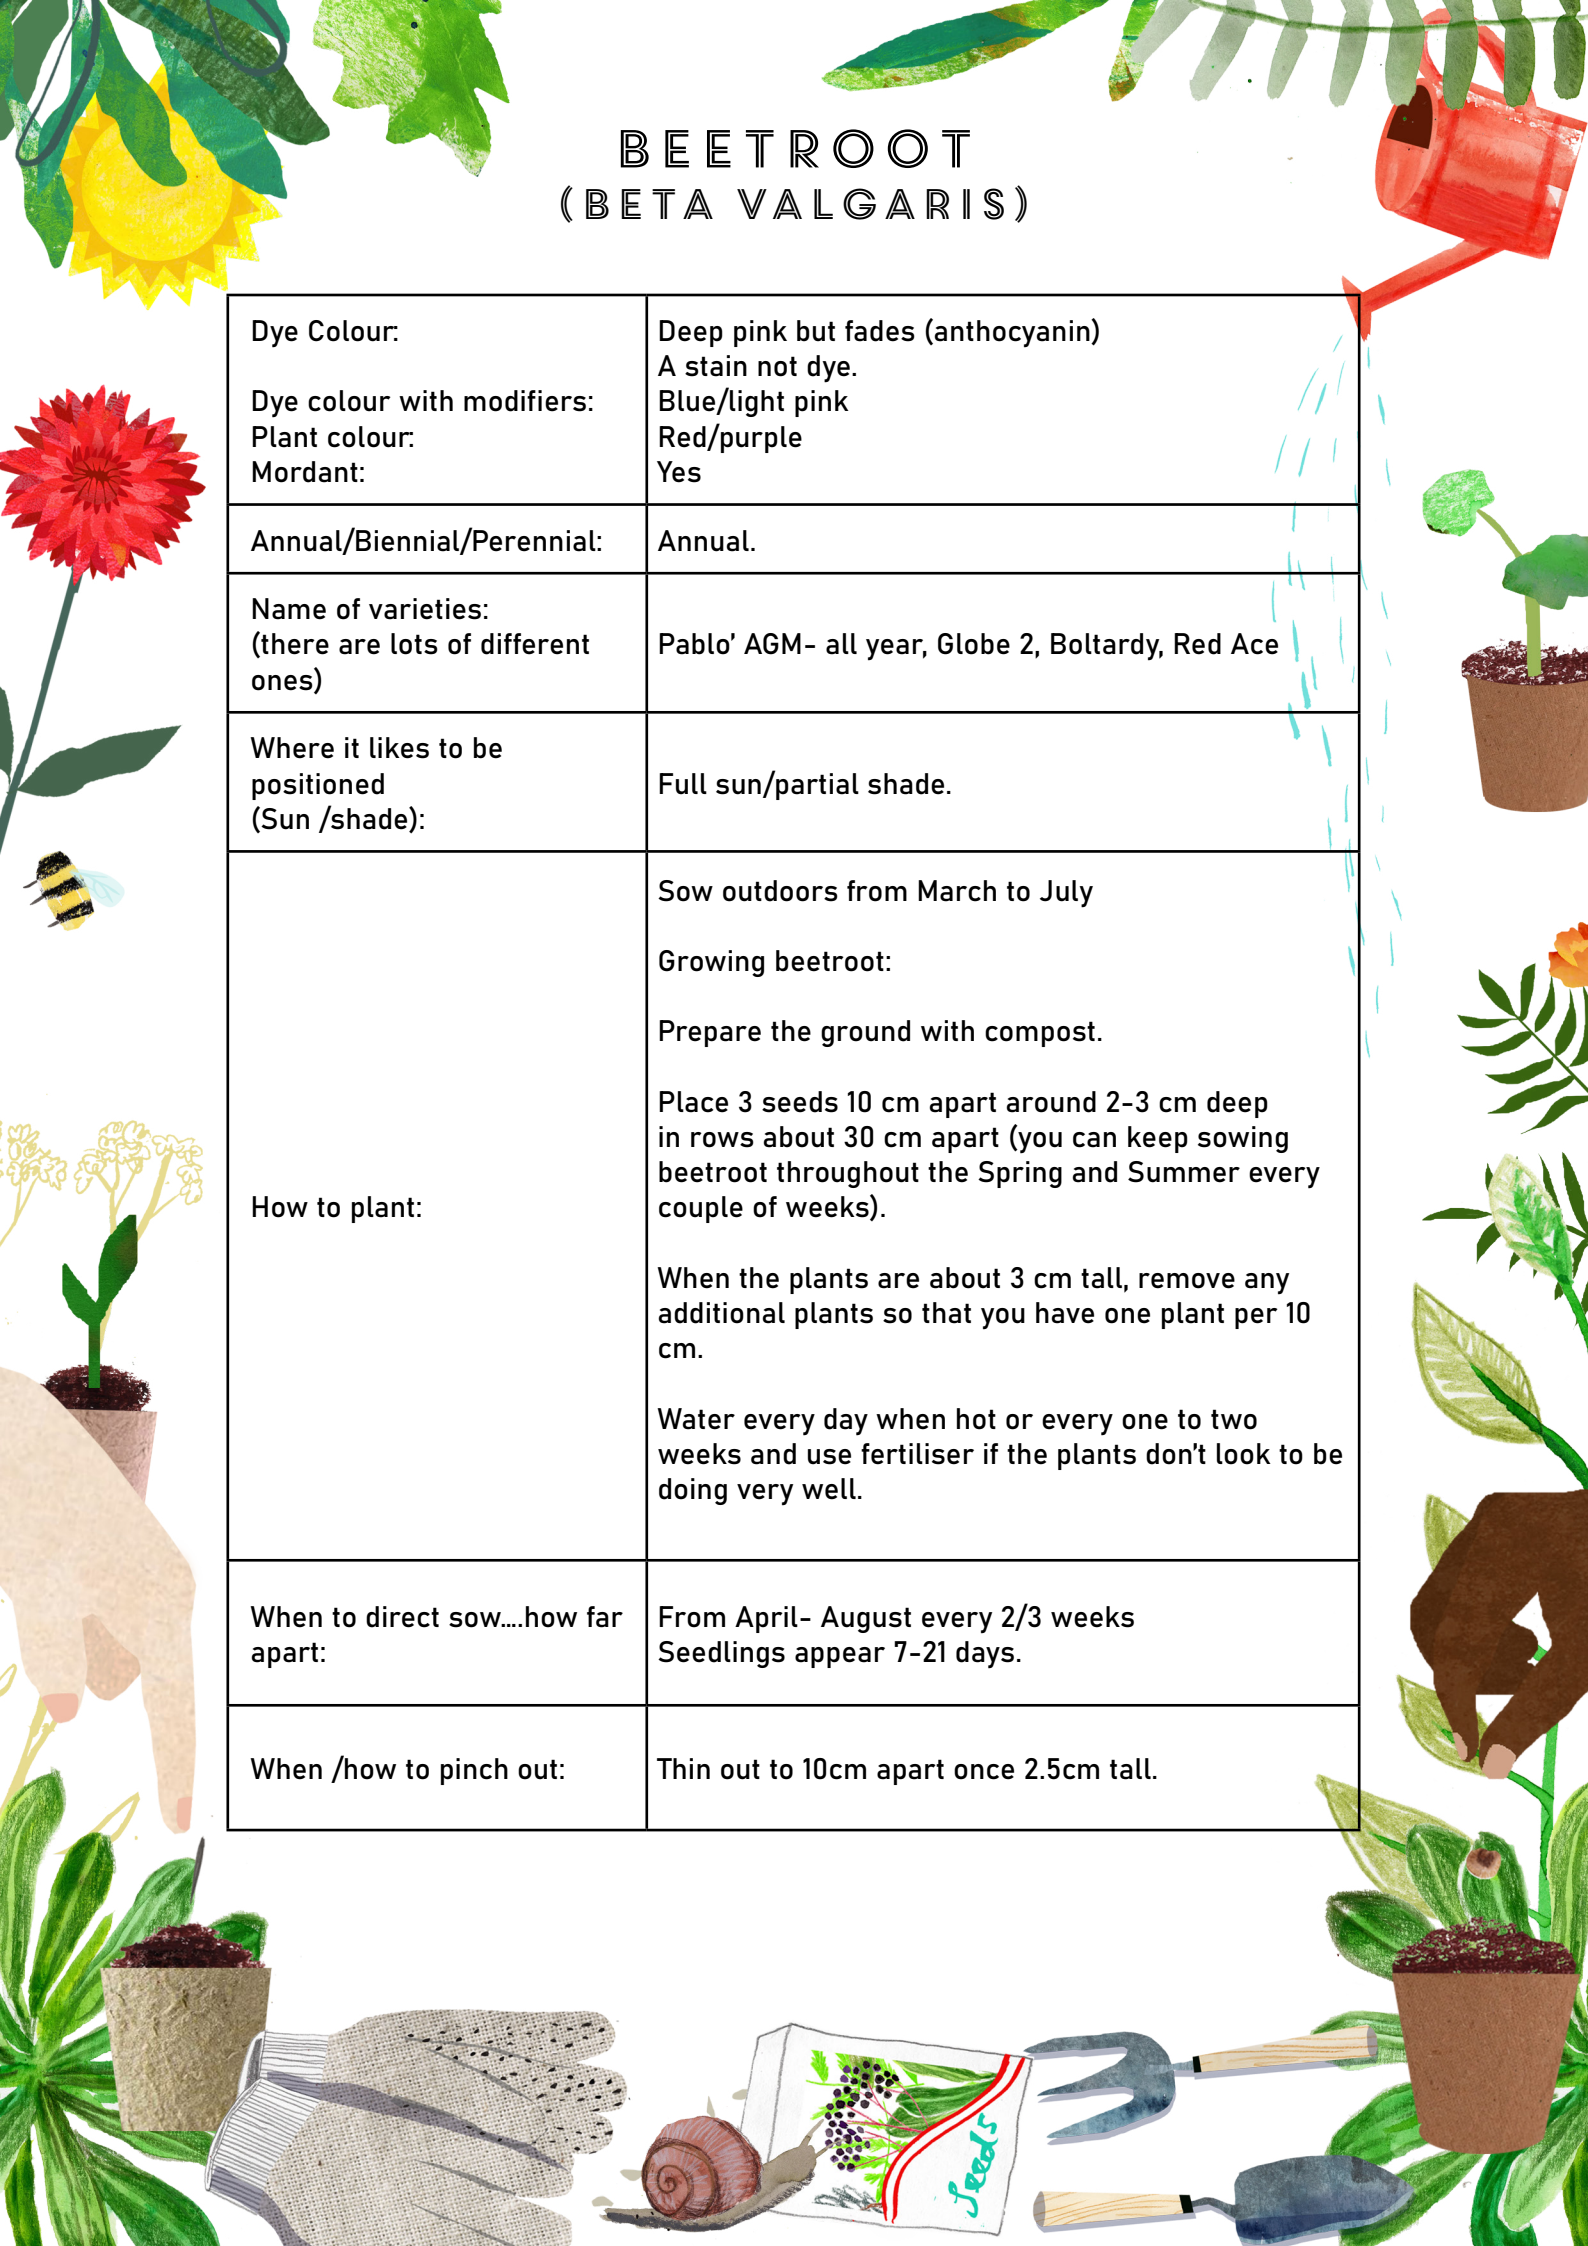 BEETROOT
(BETA VALGARIS)
Dye Colour:
Deep pink but fades (anthocyanin)
A stain not dye.
Dye colour with modifiers:
Blue/light pink
Plant colour:
Red/purple
Mordant:
Yes
Annual/Biennial/Perennial:
Annual.
Name of varieties:
(there are lots of different
ones)
Pablo’ AGM- all year, Globe 2, Boltardy, Red Ace
Where it likes to be
positioned
(Sun /shade):
Full sun/partial shade.
How to plant:
Sow outdoors from March to July
Growing beetroot:
Prepare the ground with compost.
Place 3 seeds 10 cm apart around 2-3 cm deep
in rows about 30 cm apart (you can keep sowing
beetroot throughout the Spring and Summer every
couple of weeks).
When the plants are about 3 cm tall, remove any
additional plants so that you have one plant per 10
cm.
Water every day when hot or every one to two
weeks and use fertiliser if the plants don’t look to be
doing very well.
When to direct sow....how far
apart:
From April- August every 2/3 weeks
Seedlings appear 7-21 days.
When /how to pinch out:
Thin out to 10cm apart once 2.5cm tall.
Seeds